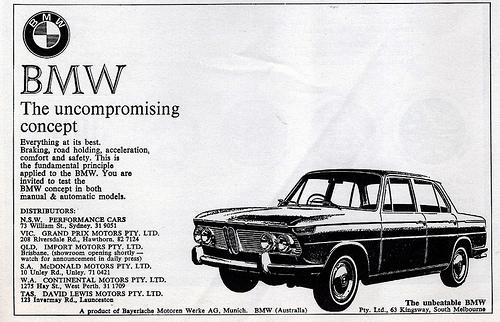 BMW
BMW
The uncompromising
concept
Everything at its best.
Braking, road holding, acceleration,
comfort and safety. This is
the fundamental principle
applied to the BMW. You are
invited to test the
BMW concept in both
manual & automatic models.
DISTRIBUTORS:
N.S.W. PERFORMANCE CARS
73 William St., Sydney. 31 9051
VIC. GRAND PRIX MOTORS PTY. LTD.
208 Riversdale Rd., Hawthorn. 82 7124
QLD. IMPORT MOTORS PTY. LTD.
Brisbane, (showroom opening shortly —
watch for announcement in daily press)
S.A. McDONALD MOTORS PTY. LTD.
10 Unley Rd., Unley. 71 0421
W.A. CONTINENTAL MOTORS PTY. LTD.
1275 Hay St., West Perth. 31 1709
TAS. DAVID LEWIS MOTORS PTY. LTD.
123 Invermay Rd., Launceston
The unbeatable BMW
A product of Bayerische Motoren Werke AG, Munich. BMW (Australia) Pty. Ltd., 63 Kingsway, South Melbourne